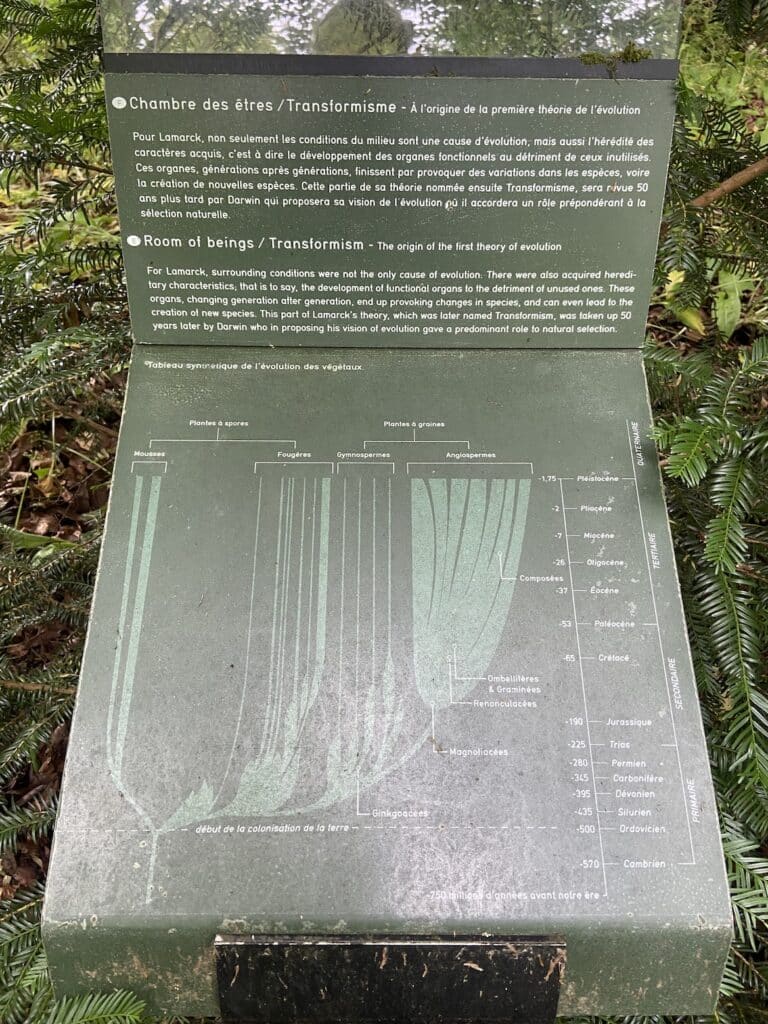 F Chambre des êtres / Transformisme - À l'origine de la première théorie de l'évolution
Pour Lamarck, non seulement les conditions du milieu sont une cause d'évolution, mais aussi l'hérédité des
caractères acquis, c'est à dire le développement des organes fonctionnels au détriment de ceux inutilisés.
Ces organes, générations après générations, finissent par provoquer des variations dans les espèces, voire
la création de nouvelles espèces. Cette partie de sa théorie nommée ensuite Transformisme, sera revue 50
ans plus tard par Darwin qui proposera sa vision de l'évolution où il accordera un rôle prépondérant à la
sélection naturelle.
Room of beings / Transformism - The origin of the first theory of evolution
For Lamarck, surrounding conditions were not the only cause of evolution. There were also acquired heredi-
tary characteristics; that is to say, the development of functional organs to the detriment of unused ones. These
organs, changing generation after generation, end up provoking changes in species, and can even lead to the
creation of new species. This part of Lamarck's theory, which was later named Transformism, was taken up 50
years later by Darwin who in proposing his vision of evolution gave a predominant role to natural selection.
Tableau synthétique de l'évolution des végétaux.
Plantes à spores
Plantes à graines
Mousses
Fougères
Gymnospermes
Angiospermes
QUATERNAIRE
-1,75 Pléistocène
-2 Pliocène
-7 Miocène
TERTIAIRE
-26 Oligocène
Composées
-37 Éocène
-53 Paléocène
-65 Crétacé
SECONDAIRE
Ombellifères
& Graminées
Renonculacées
-190 Jurassique
-225 Trias
Magnoliacées
-280 Permien
-345 Carbonifère
-395 Dévonien
PRIMAIRE
-435 Silurien
Ginkgoacées
début de la colonisation de la terre
-500 Ordovicien
-570 Cambrien
-750 millions d'années avant notre ère